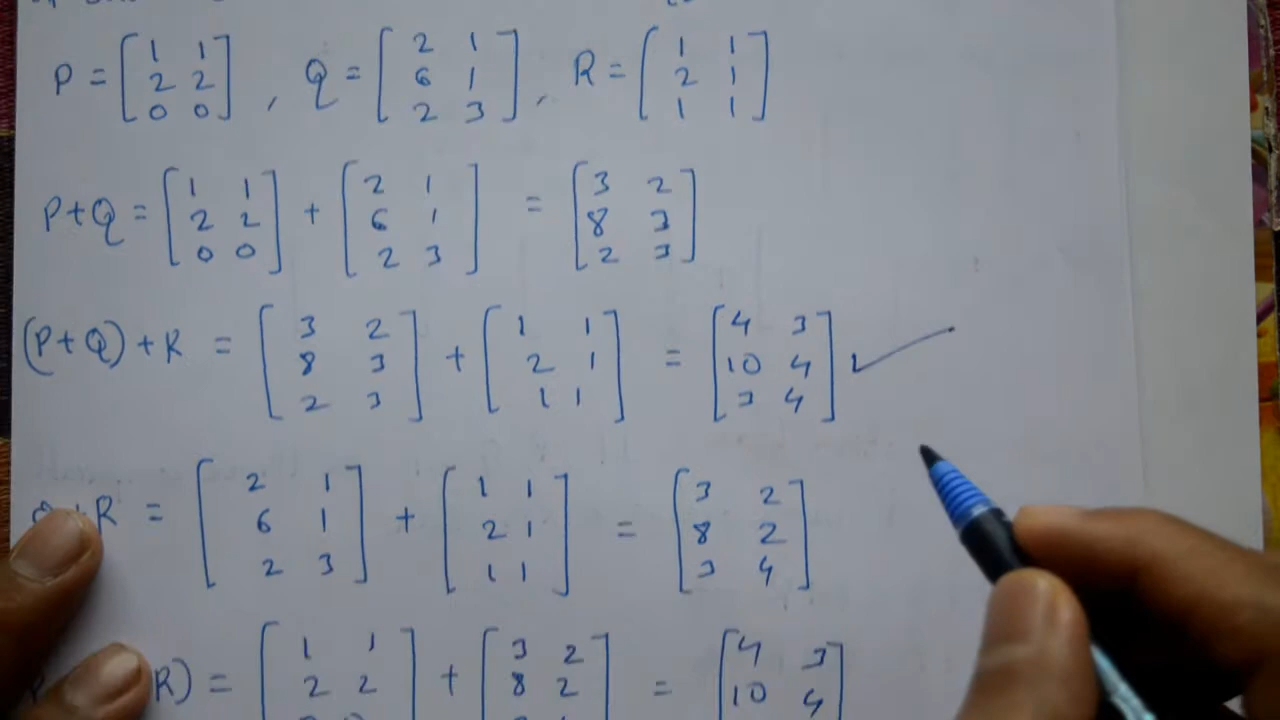 P = [1 1 2 2 0 0], Q = [2 1 6 1 2 3], R = [1 1 2 1 1 1]
P+Q = [1 1 2 2 0 0] + [2 1 6 1 2 3] = [3 2 8 3 2 3]
(P+Q)+R = [3 2 8 3 2 3] + [1 1 2 1 1 1] = [4 3 10 4 3 4] ✓
+R = [2 1 6 1 2 3] + [1 1 2 1 1 1] = [3 2 8 2 3 4]
R) = [1 1 2 2 + [3 2 8 2 = [4 3 10 4